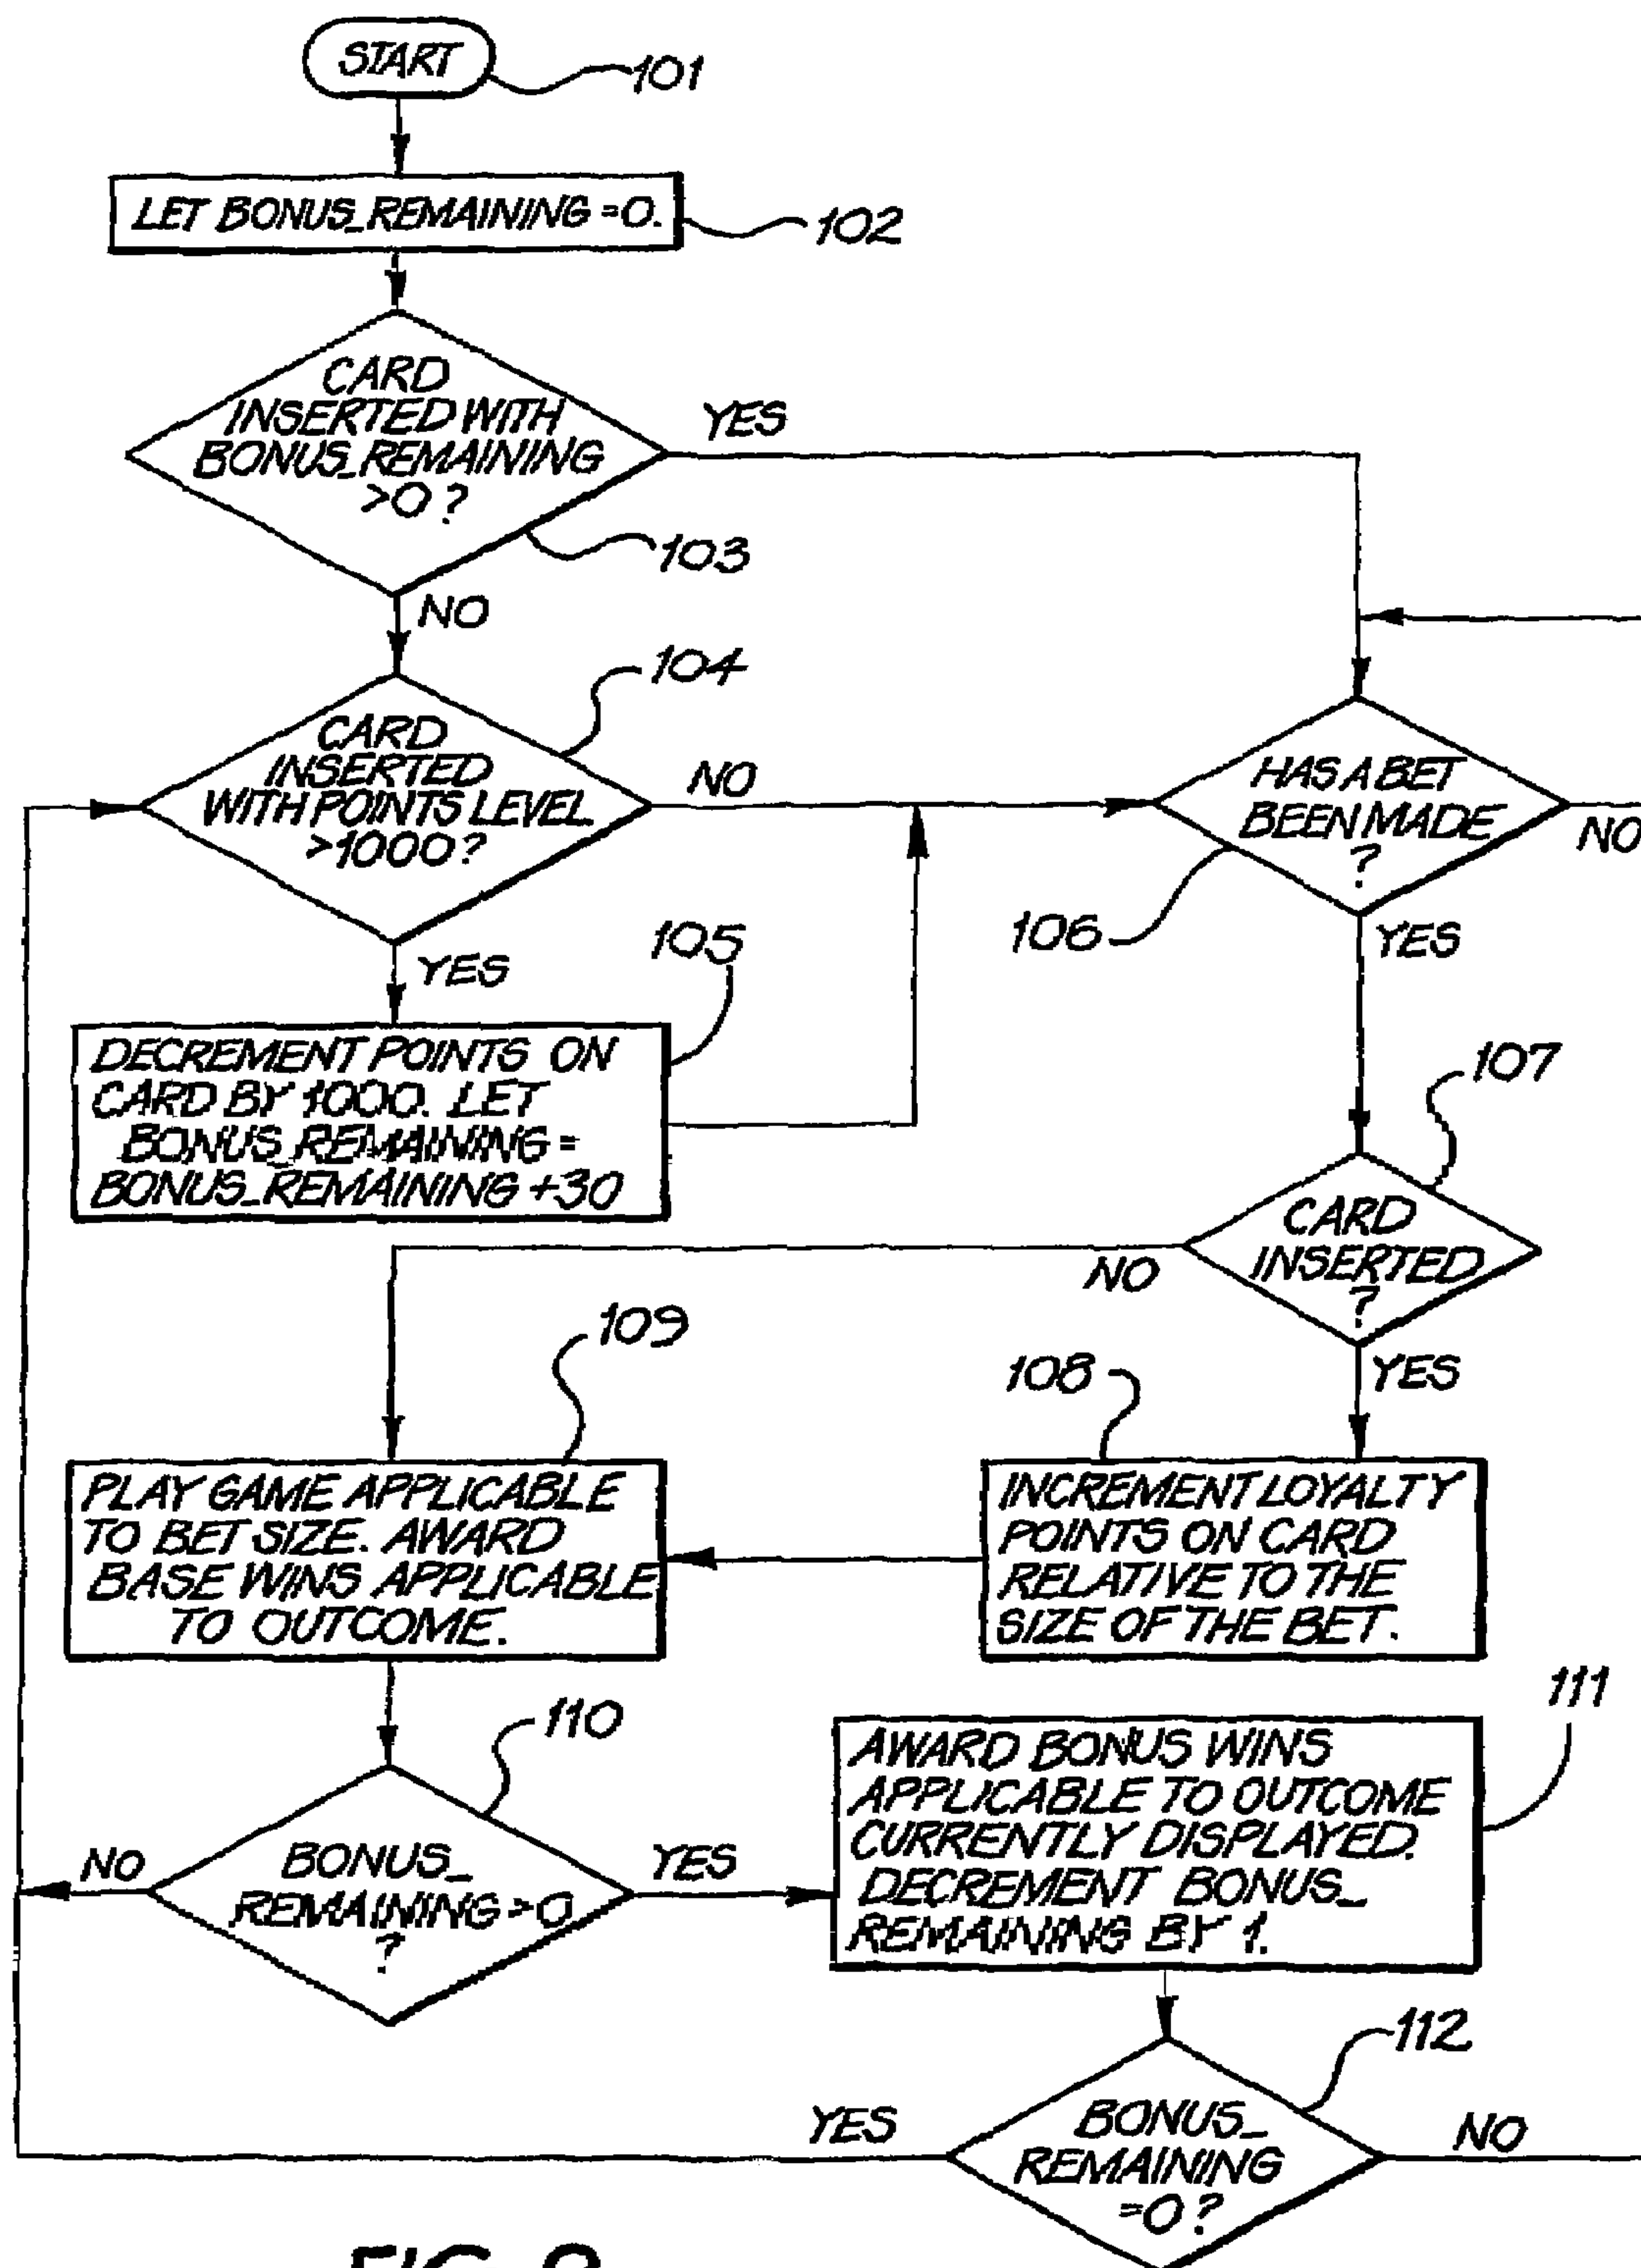 START
101
LET BONUS_REMAINING =0.
102
CARD
INSERTED WITH
BONUS_REMAINING
>0?
YES
103
NO
104
CARD
INSERTED
WITH POINTS LEVEL
>1000?
NO
HAS A BET
BEEN MADE
?
NO
106
YES
YES
105
DECREMENT POINTS ON
CARD BY 1000. LET
BONUS_REMAINING =
BONUS_REMAINING +30
107
CARD
INSERTED
?
NO
YES
109
108
PLAY GAME APPLICABLE
TO BET SIZE. AWARD
BASE WINS APPLICABLE
TO OUTCOME.
INCREMENT LOYALTY
POINTS ON CARD
RELATIVE TO THE
SIZE OF THE BET.
110
111
NO
BONUS_
REMAINING >0
?
YES
AWARD BONUS WINS
APPLICABLE TO OUTCOME
CURRENTLY DISPLAYED.
DECREMENT BONUS_
REMAINING BY 1.
112
YES
BONUS_
REMAINING
=0?
NO
FIG.